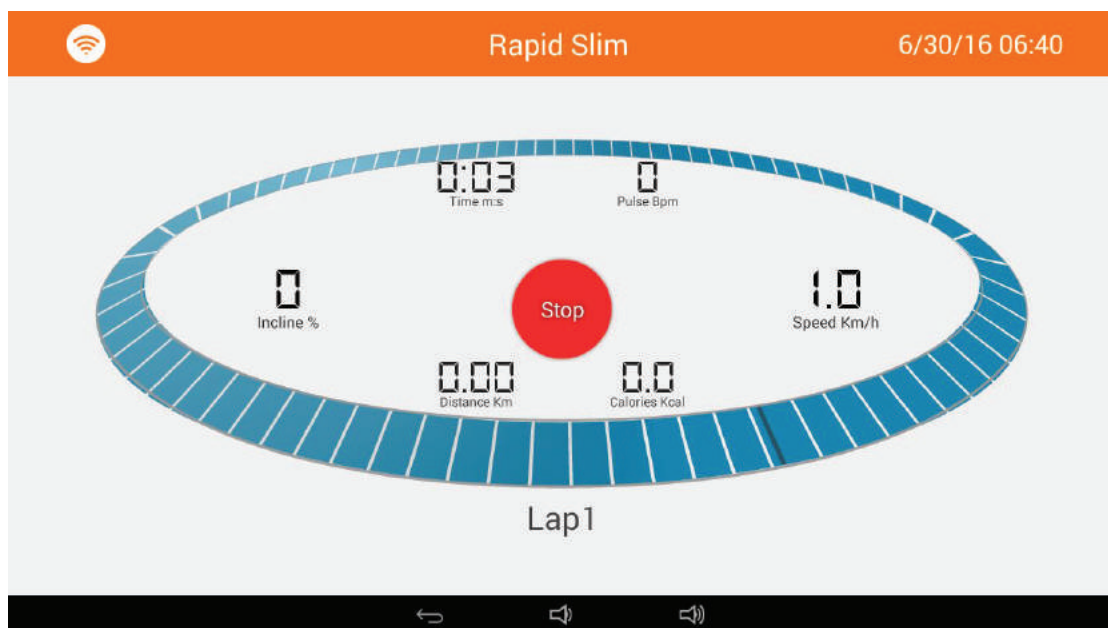 Rapid Slim 6/30/16 06:40
0:03 0
Time m:s Pulse Bpm
0 1.0
Incline % Stop Speed Km/h
0.00 0.0
Distance Km Calories Kcal
Lap1